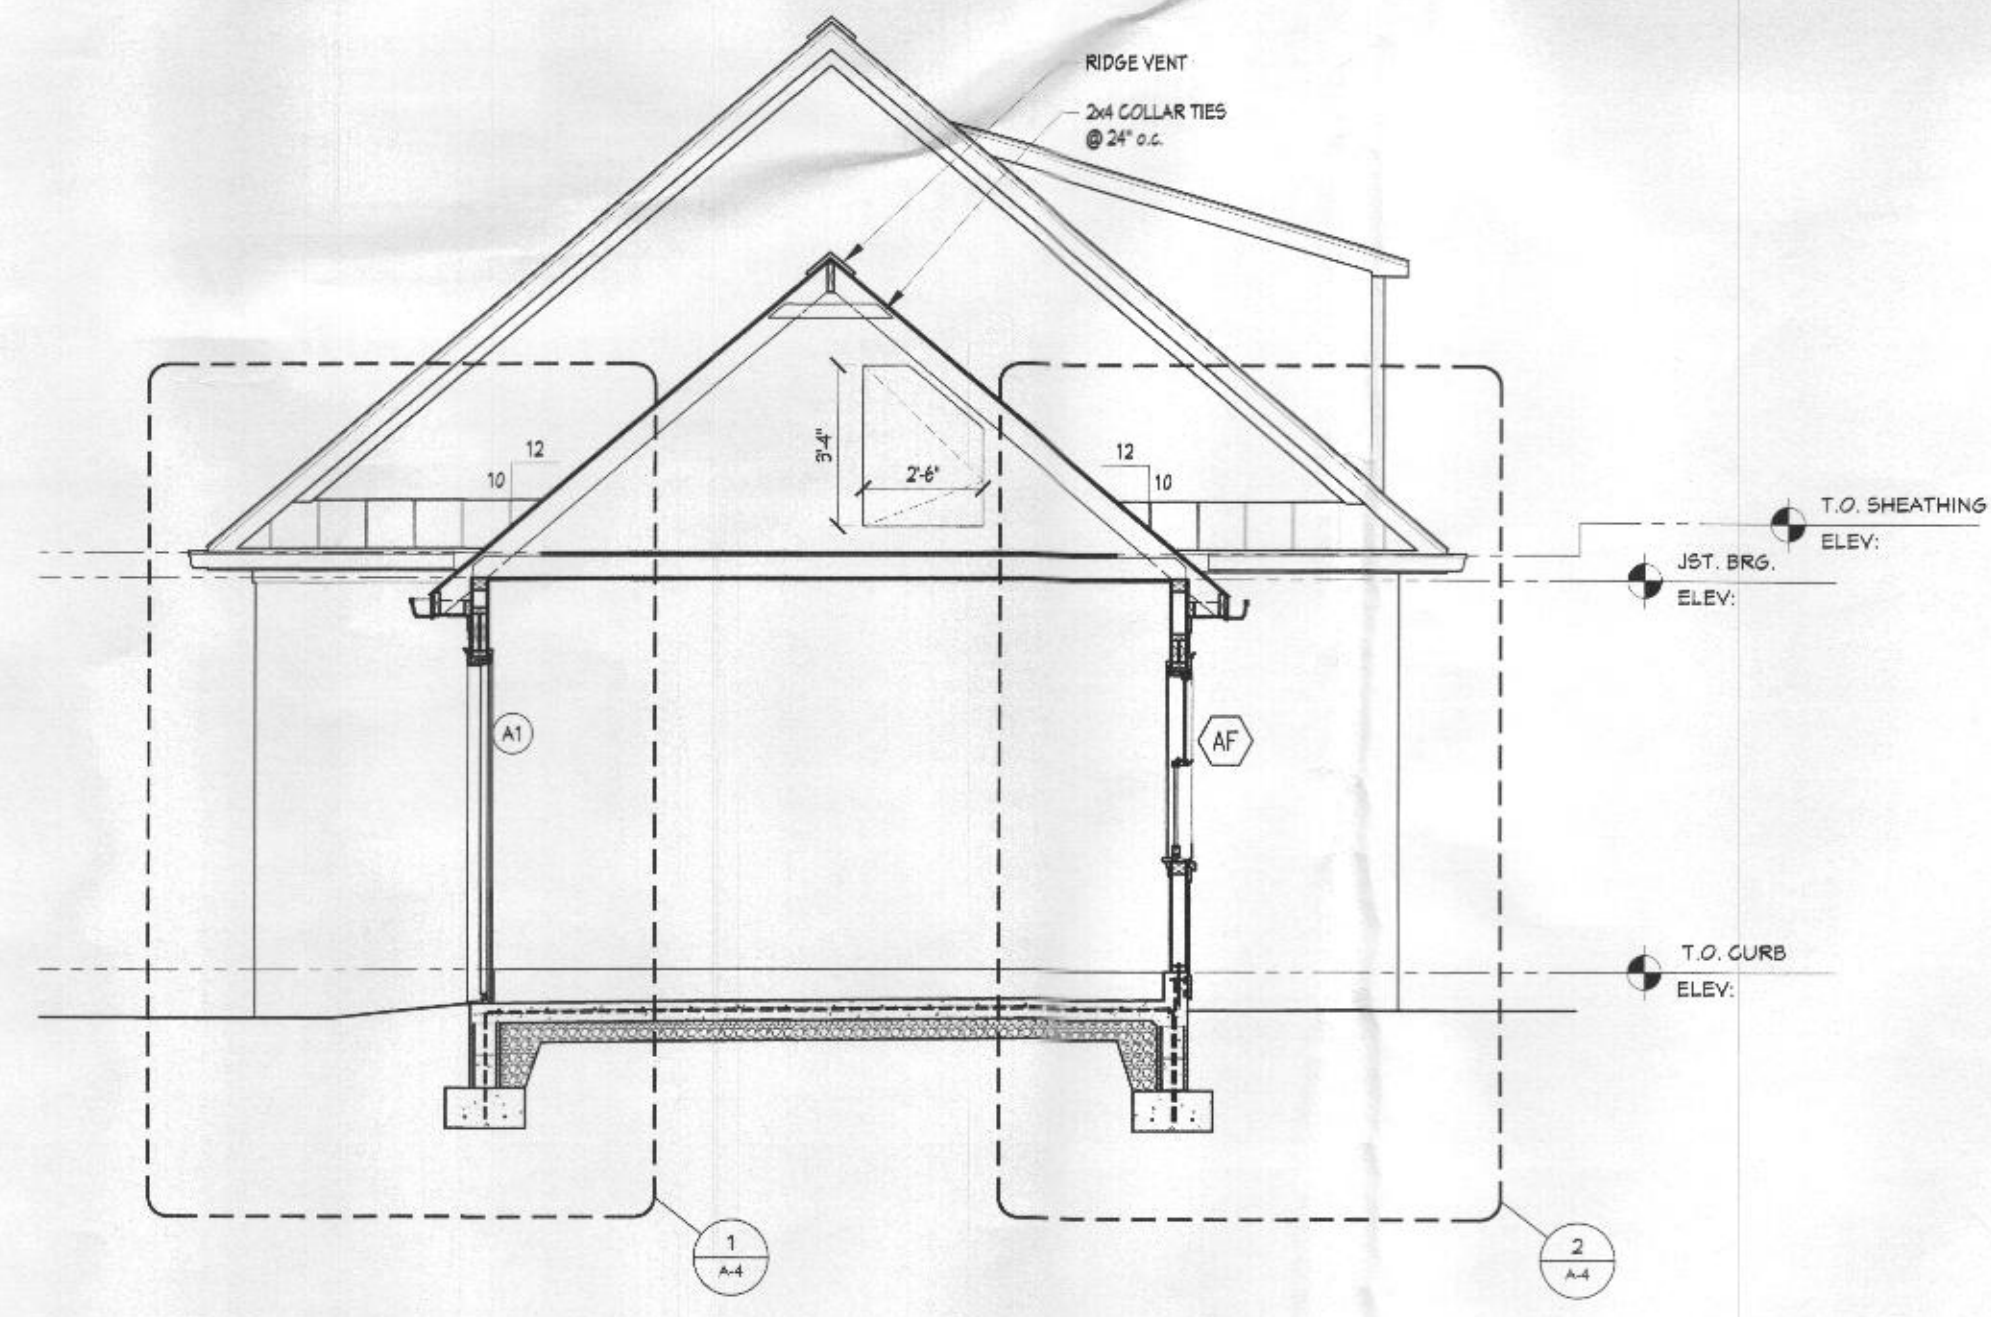 RIDGE VENT
2x4 COLLAR TIES
@ 24" o.c.
12
10
3'-4"
2'-6"
12
10
T.O. SHEATHING
ELEV:
JST. BRG.
ELEV:
A1
AF
T.O. CURB
ELEV:
1
A-4
2
A-4